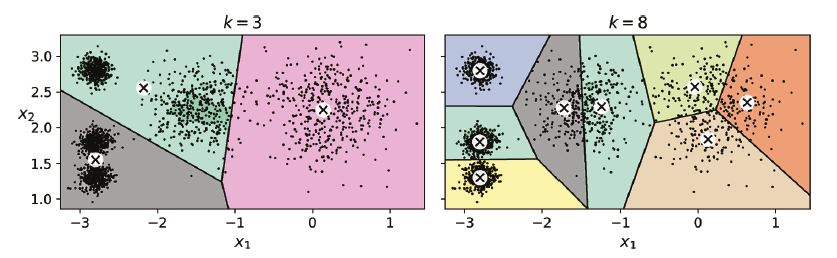 k = 3
k = 8
3.0
2.5
x₂ 2.0
1.5
1.0
−3 −2 −1 0 1
−3 −2 −1 0 1
x₁
x₁